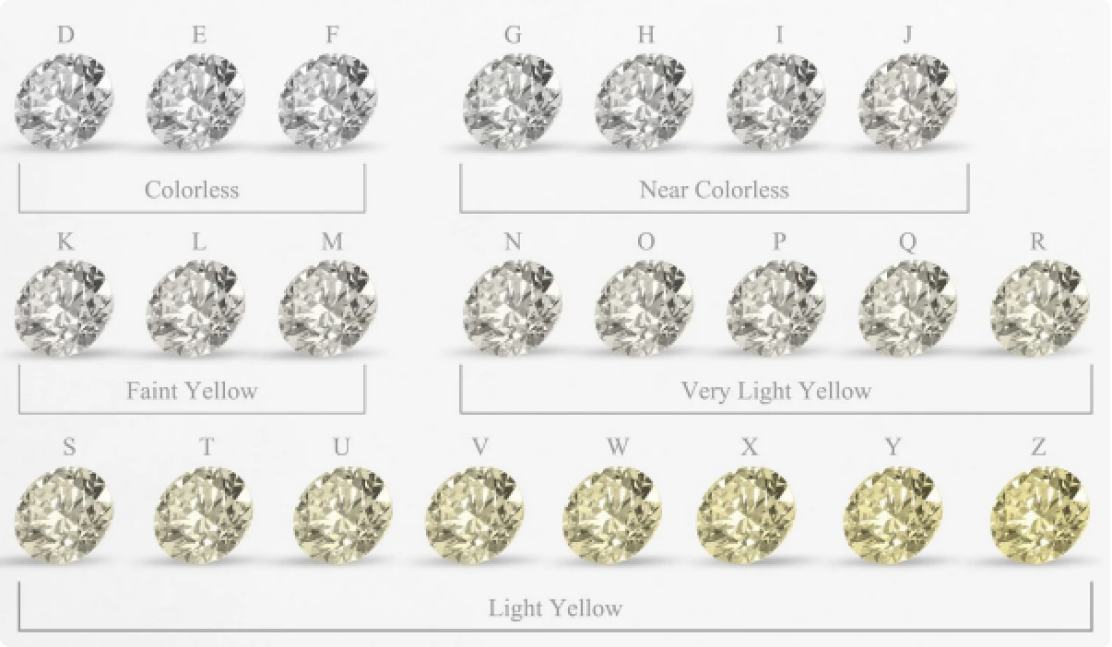 D E F G H I J
Colorless Near Colorless
K L M N O P Q R
Faint Yellow Very Light Yellow
S T U V W X Y Z
Light Yellow